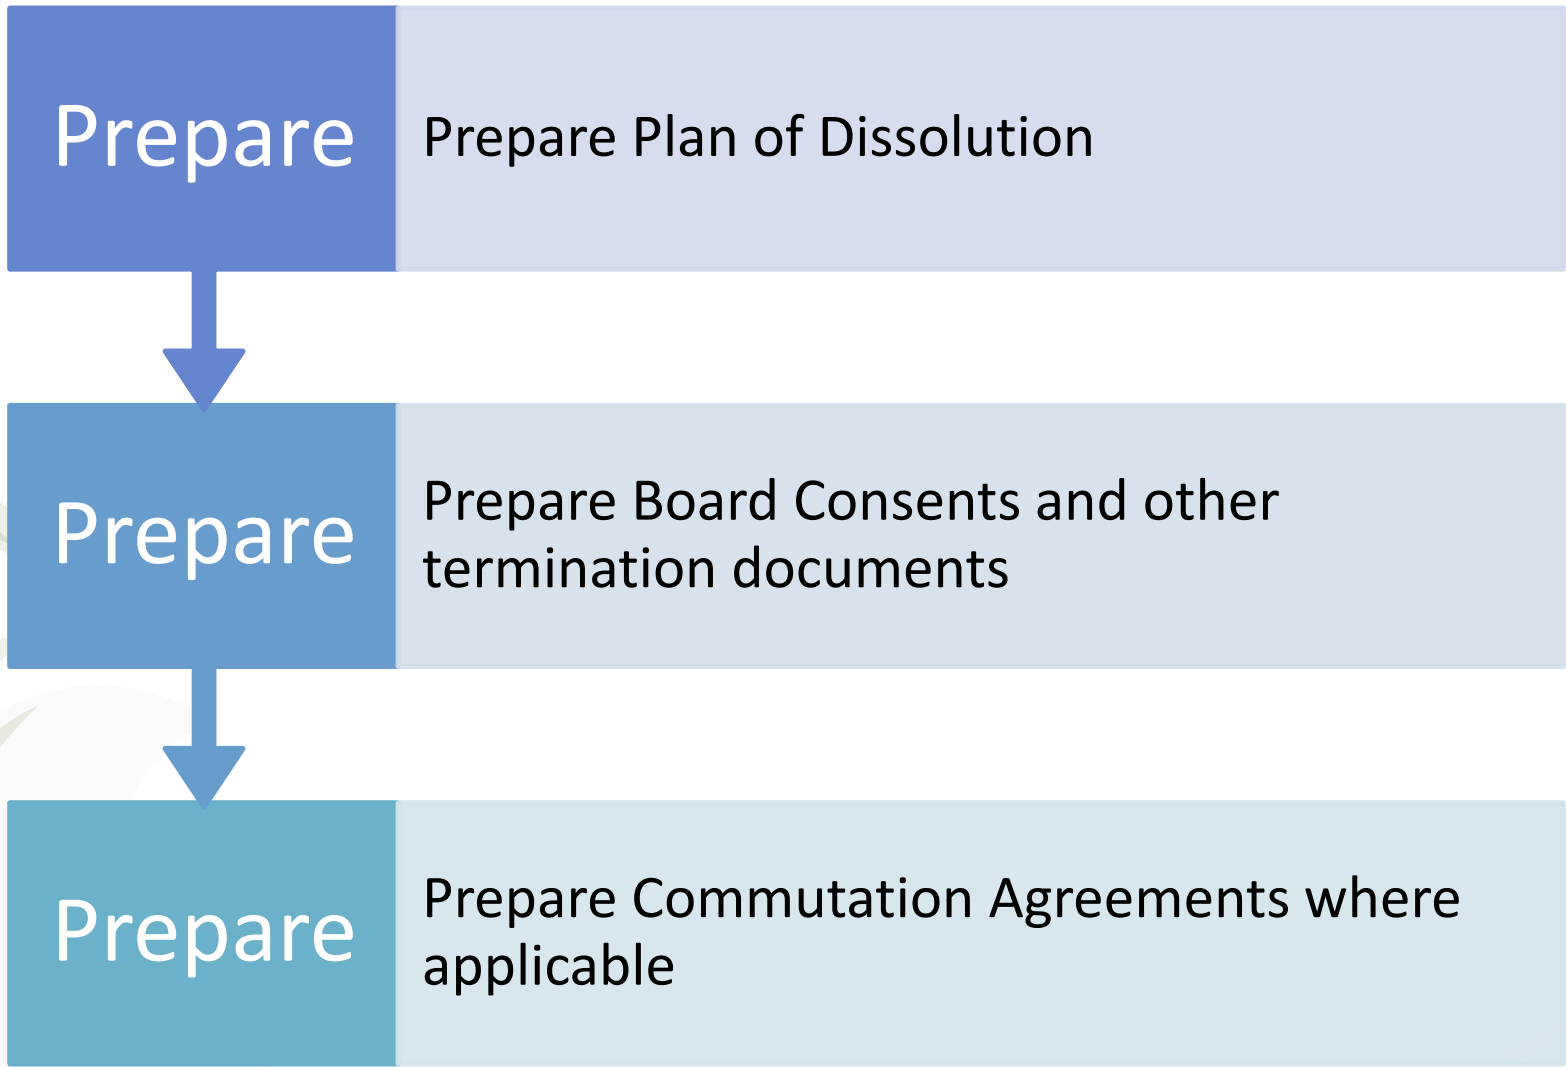 Prepare
Prepare Plan of Dissolution
Prepare
Prepare Board Consents and other
termination documents
Prepare
Prepare Commutation Agreements where
applicable